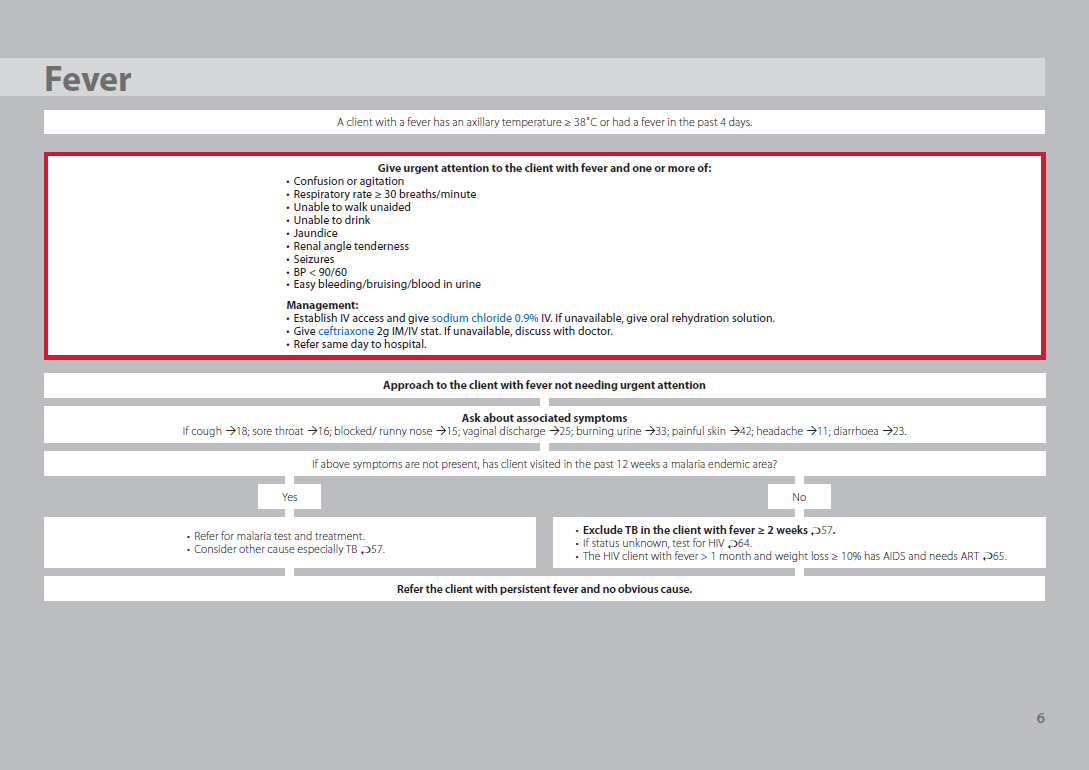 Fever
A client with a fever has an axillary temperature ≥ 38˚C or had a fever in the past 4 days.
Give urgent attention to the client with fever and one or more of:
• Confusion or agitation
• Respiratory rate ≥ 30 breaths/minute
• Unable to walk unaided
• Unable to drink
• Jaundice
• Renal angle tenderness
• Seizures
• BP < 90/60
• Easy bleeding/bruising/blood in urine
Management:
• Establish IV access and give sodium chloride 0.9% IV. If unavailable, give oral rehydration solution.
• Give ceftriaxone 2g IM/IV stat. If unavailable, discuss with doctor.
• Refer same day to hospital.
Approach to the client with fever not needing urgent attention
Ask about associated symptoms
If cough →18; sore throat →16; blocked/ runny nose →15; vaginal discharge →25; burning urine →33; painful skin →42; headache →11; diarrhoea →23.
If above symptoms are not present, has client visited in the past 12 weeks a malaria endemic area?
Yes
No
• Refer for malaria test and treatment.
• Consider other cause especially TB ⮌57.
• Exclude TB in the client with fever ≥ 2 weeks ⮌57.
• If status unknown, test for HIV ⮌64.
• The HIV client with fever > 1 month and weight loss ≥ 10% has AIDS and needs ART ⮌65.
Refer the client with persistent fever and no obvious cause.
6